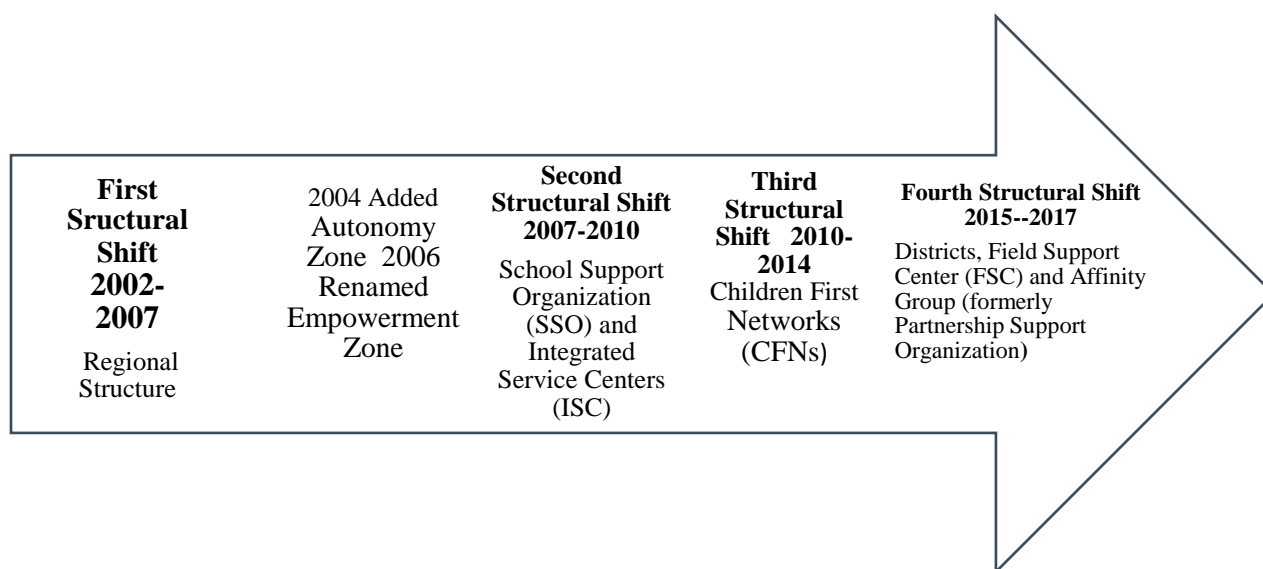 First
Sructural
Shift
2002-
2007
Regional
Structure
2004 Added
Autonomy
Zone 2006
Renamed
Empowerment
Zone
Second
Structural Shift
2007-2010
School Support
Organization
(SSO) and
Integrated
Service Centers
(ISC)
Third
Structural
Shift 2010-
2014
Children First
Networks
(CFNs)
Fourth Structural Shift
2015--2017
Districts, Field Support
Center (FSC) and Affinity
Group (formerly
Partnership Support
Organization)